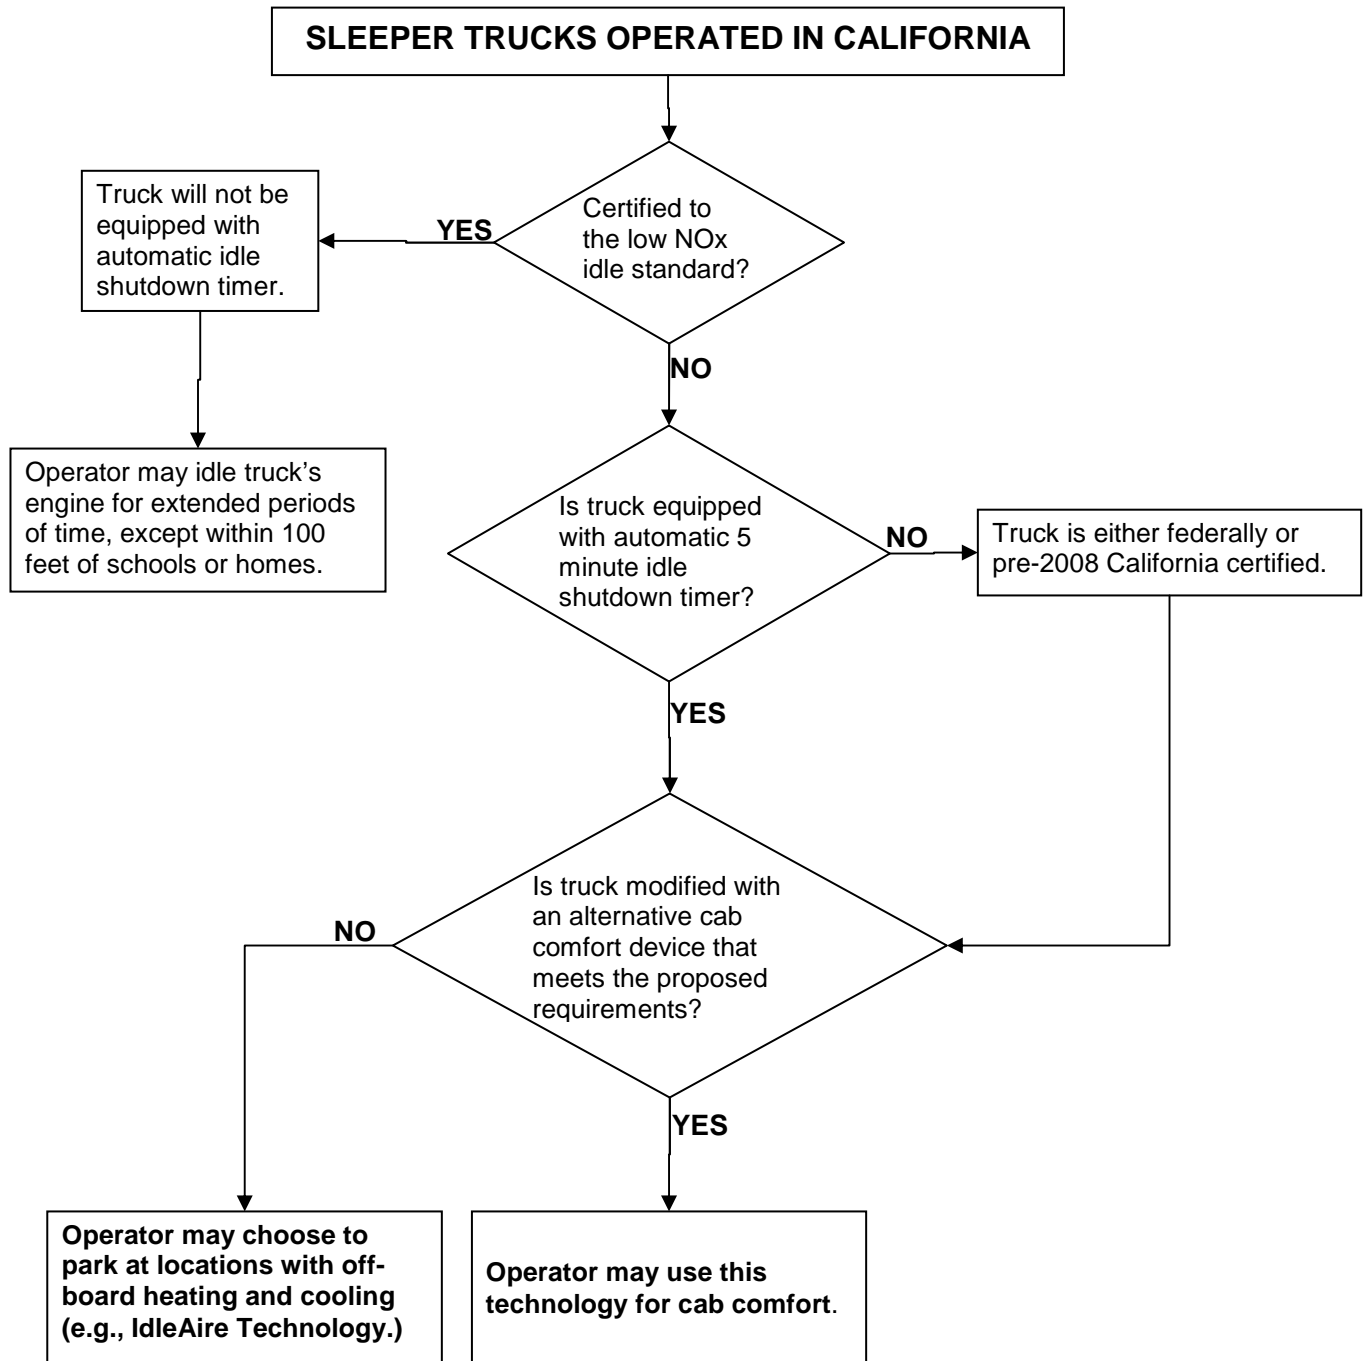 SLEEPER TRUCKS OPERATED IN CALIFORNIA
Certified to
the low NOx
idle standard?
YES
Truck will not be
equipped with
automatic idle
shutdown timer.
Operator may idle truck’s
engine for extended periods
of time, except within 100
feet of schools or homes.
NO
Is truck equipped
with automatic 5
minute idle
shutdown timer?
NO
Truck is either federally or
pre-2008 California certified.
YES
Is truck modified with
an alternative cab
comfort device that
meets the proposed
requirements?
NO
Operator may choose to
park at locations with off-
board heating and cooling
(e.g., IdleAire Technology.)
YES
Operator may use this
technology for cab comfort.